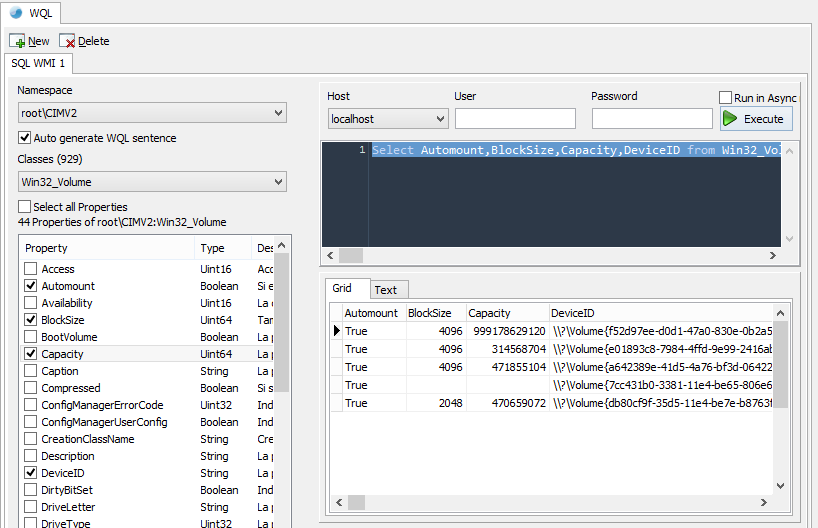 WQL
New Delete
SQL WMI 1
Namespace
root\CIMV2
Auto generate WQL sentence
Classes (929)
Win32_Volume
Select all Properties
44 Properties of root\CIMV2:Win32_Volume
Property Type Des
Access Uint16 Acc
Automount Boolean Si e
Availability Uint16 La
BlockSize Uint64 Tar
BootVolume Boolean La p
Capacity Uint64 La p
Caption String La p
Compressed Boolean Si s
ConfigManagerErrorCode Uint32 Ind
ConfigManagerUserConfig Boolean Ind
CreationClassName String Cre
Description String La p
DeviceID String La p
DirtyBitSet Boolean Ind
DriveLetter String La p
DriveType Uint32 La
Host User Password Run in Async
localhost Execute
1 Select Automount,BlockSize,Capacity,DeviceID from Win32_Vol
Grid Text
Automount BlockSize Capacity DeviceID
True 4096 999178629120 \\?\Volume{f52d97ee-d0d1-47a0-830e-0b2a5
True 4096 314568704 \\?\Volume{e01893c8-7984-4ffd-9e99-2416ab
True 4096 471855104 \\?\Volume{a642389e-41d5-4a76-bf3d-06422
True \\?\Volume{7cc431b0-3381-11e4-be65-806e6
True 2048 470659072 \\?\Volume{db80cf9f-35d5-11e4-be7e-b8763f